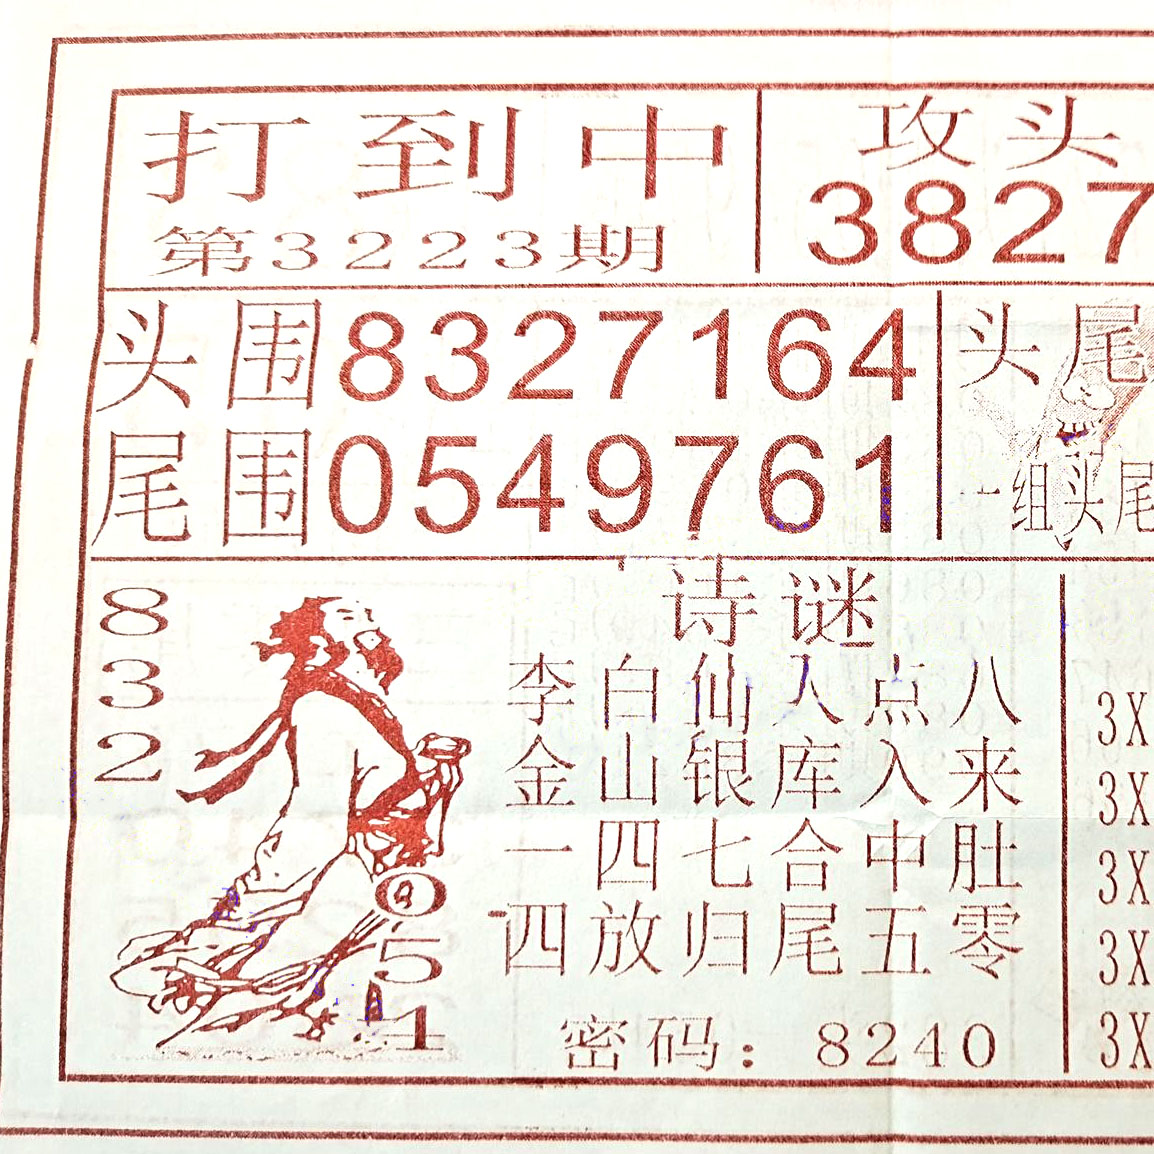 打到中
第3223期
攻头
3827
头围8327164
尾围0549761
头尾
一组头尾
8
3
2
0
5
4
诗谜
李白仙人点八
金山银库入来
一四七合中肚
四放归尾五零
密码：8240
3X
3X
3X
3X
3X